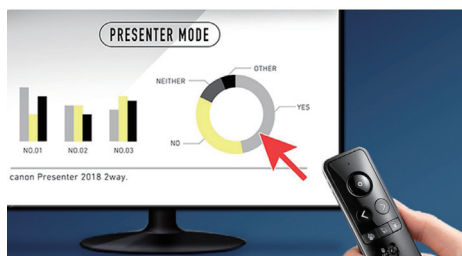 PRESENTER MODE
OTHER
NEITHER
YES
NO
NO.01 NO.02 NO.03
canon Presenter 2018 2way.